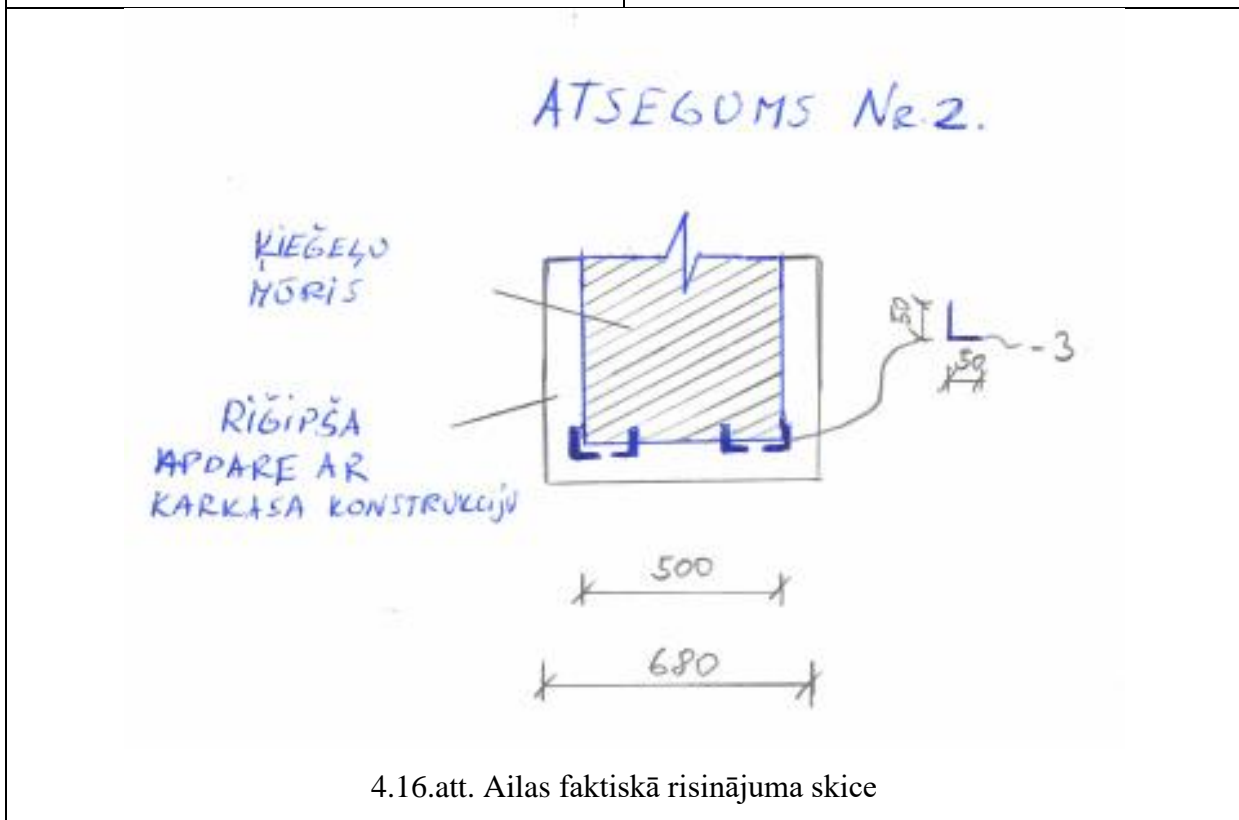 ATSEGUMS NR.2.
ĶIEĢEĻU
MŪRIS
RIĢIPŠA
APDARE AR
KARKASA KONSTRUKCIJU
50
50
-3
500
680
4.16.att. Ailas faktiskā risinājuma skice